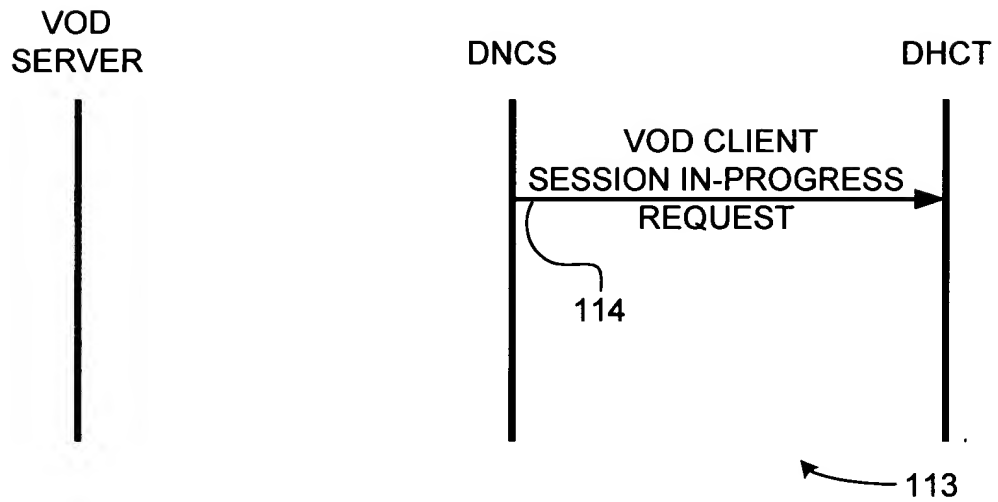 VOD
SERVER
DNCS
DHCT
VOD CLIENT
SESSION IN-PROGRESS
REQUEST
114
113